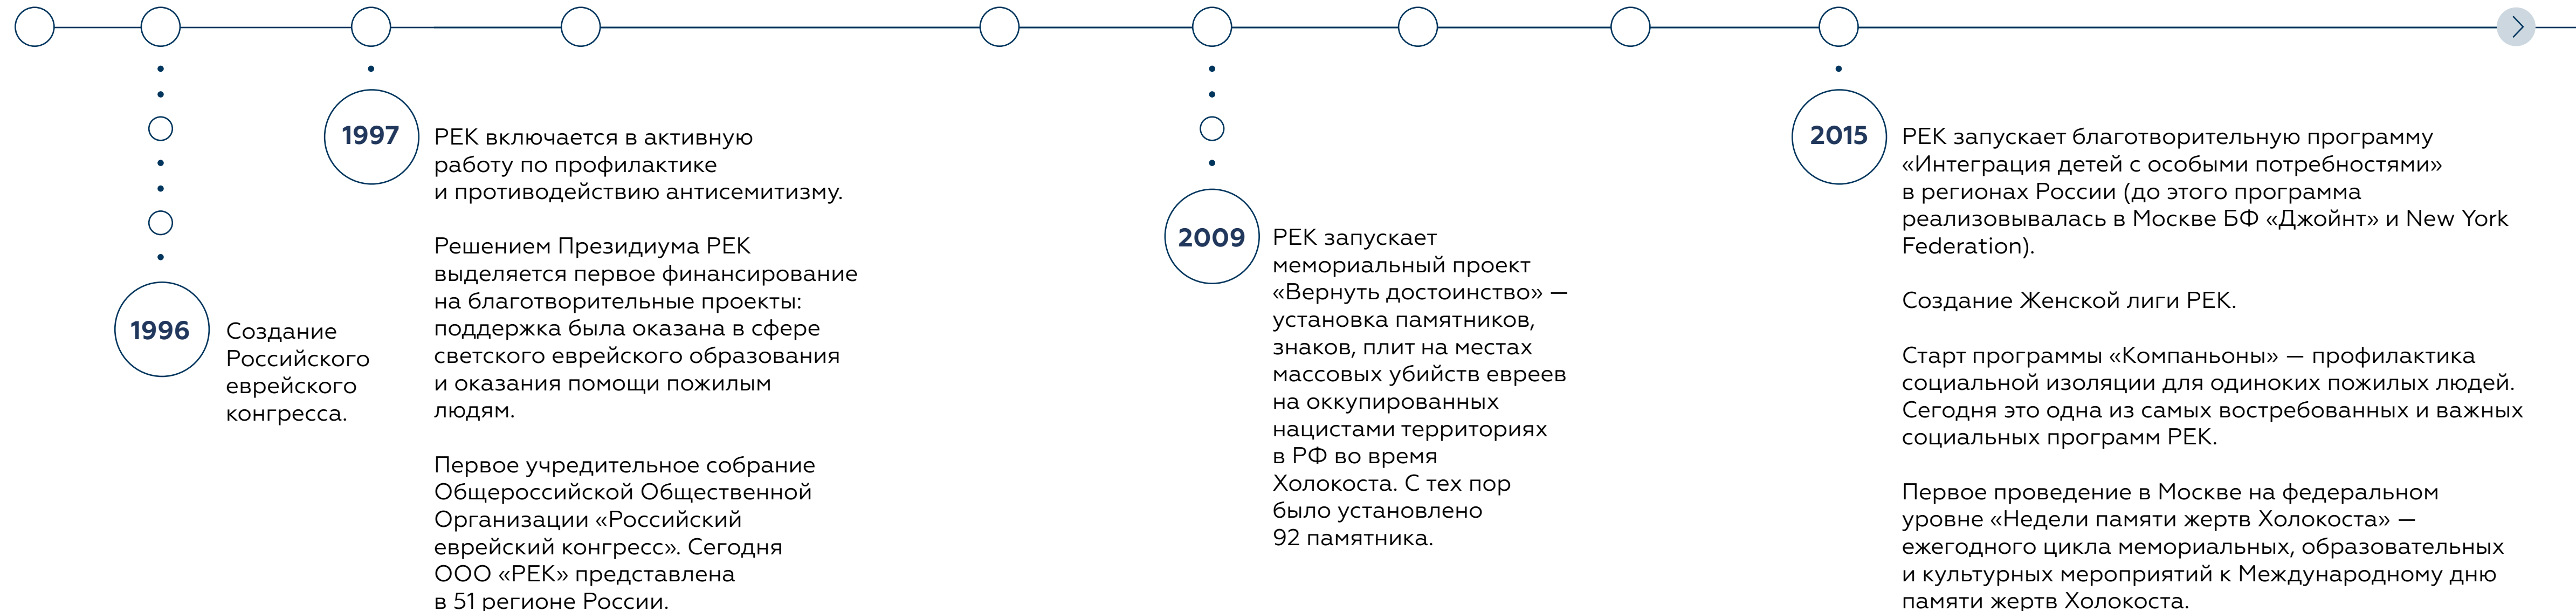 1996
Создание
Российского
еврейского
конгресса.
1997
РЕК включается в активную
работу по профилактике
и противодействию антисемитизму.
Решением Президиума РЕК
выделяется первое финансирование
на благотворительные проекты:
поддержка была оказана в сфере
светского еврейского образования
и оказания помощи пожилым
людям.
Первое учредительное собрание
Общероссийской Общественной
Организации «Российский
еврейский конгресс». Сегодня
ООО «РЕК» представлена
в 51 регионе России.
2009
РЕК запускает
мемориальный проект
«Вернуть достоинство» —
установка памятников,
знаков, плит на местах
массовых убийств евреев
на оккупированных
нацистами территориях
в РФ во время
Холокоста. С тех пор
было установлено
92 памятника.
2015
РЕК запускает благотворительную программу
«Интеграция детей с особыми потребностями»
в регионах России (до этого программа
реализовывалась в Москве БФ «Джойнт» и New York
Federation).
Создание Женской лиги РЕК.
Старт программы «Компаньоны» — профилактика
социальной изоляции для одиноких пожилых людей.
Сегодня это одна из самых востребованных и важных
социальных программ РЕК.
Первое проведение в Москве на федеральном
уровне «Недели памяти жертв Холокоста» —
ежегодного цикла мемориальных, образовательных
и культурных мероприятий к Международному дню
памяти жертв Холокоста.